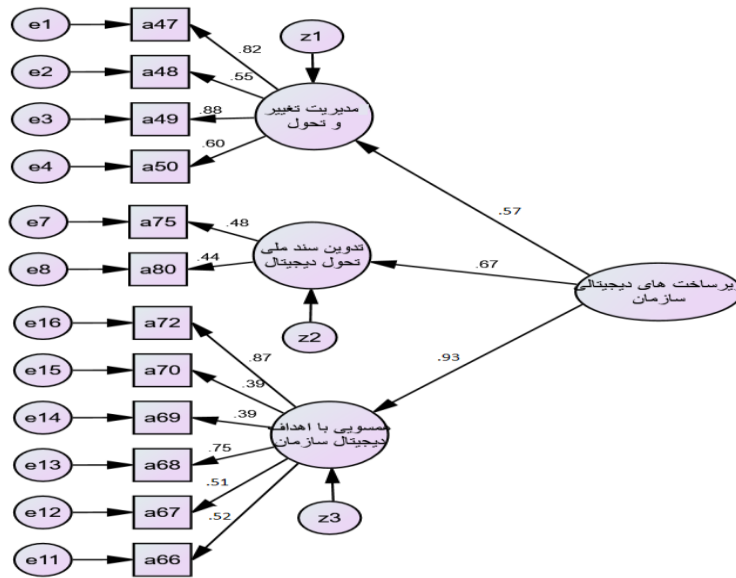 e1
a47
z1
.82
e2
a48
.55
مدیریت تغییر
و تحول
e3
a49
.88
e4
a50
.60
.57
e7
a75
.48
تدوین سند ملی
تحول دیجیتال
e8
a80
.44
.67
یرساخت های دیجیتالی
سازمان
z2
e16
a72
.87
.93
e15
a70
.39
e14
a69
.39
همسویی با اهداف
دیجیتال سازمان
e13
a68
.75
e12
a67
.51
z3
e11
a66
.52